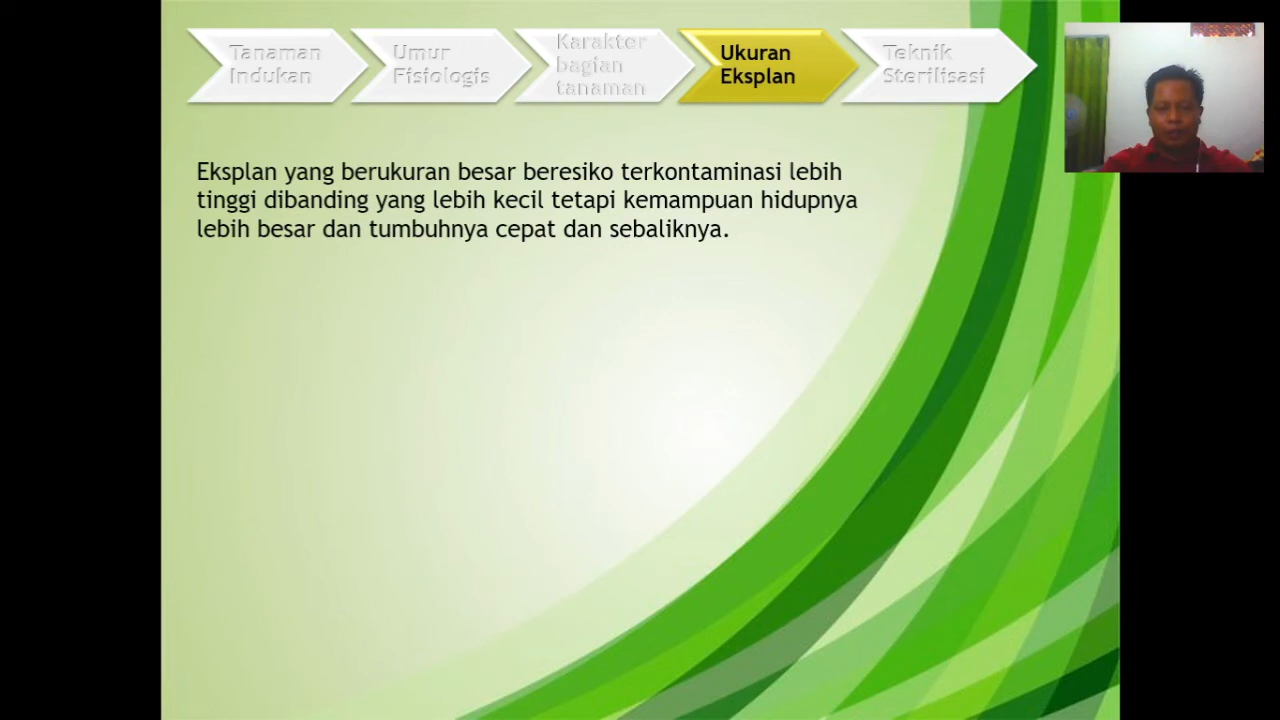 Tanaman
Indukan
Umur
Fisiologis
Karakter
bagian
tanaman
Ukuran
Eksplan
Teknik
Sterilisasi
Eksplan yang berukuran besar beresiko terkontaminasi lebih
tinggi dibanding yang lebih kecil tetapi kemampuan hidupnya
lebih besar dan tumbuhnya cepat dan sebaliknya.